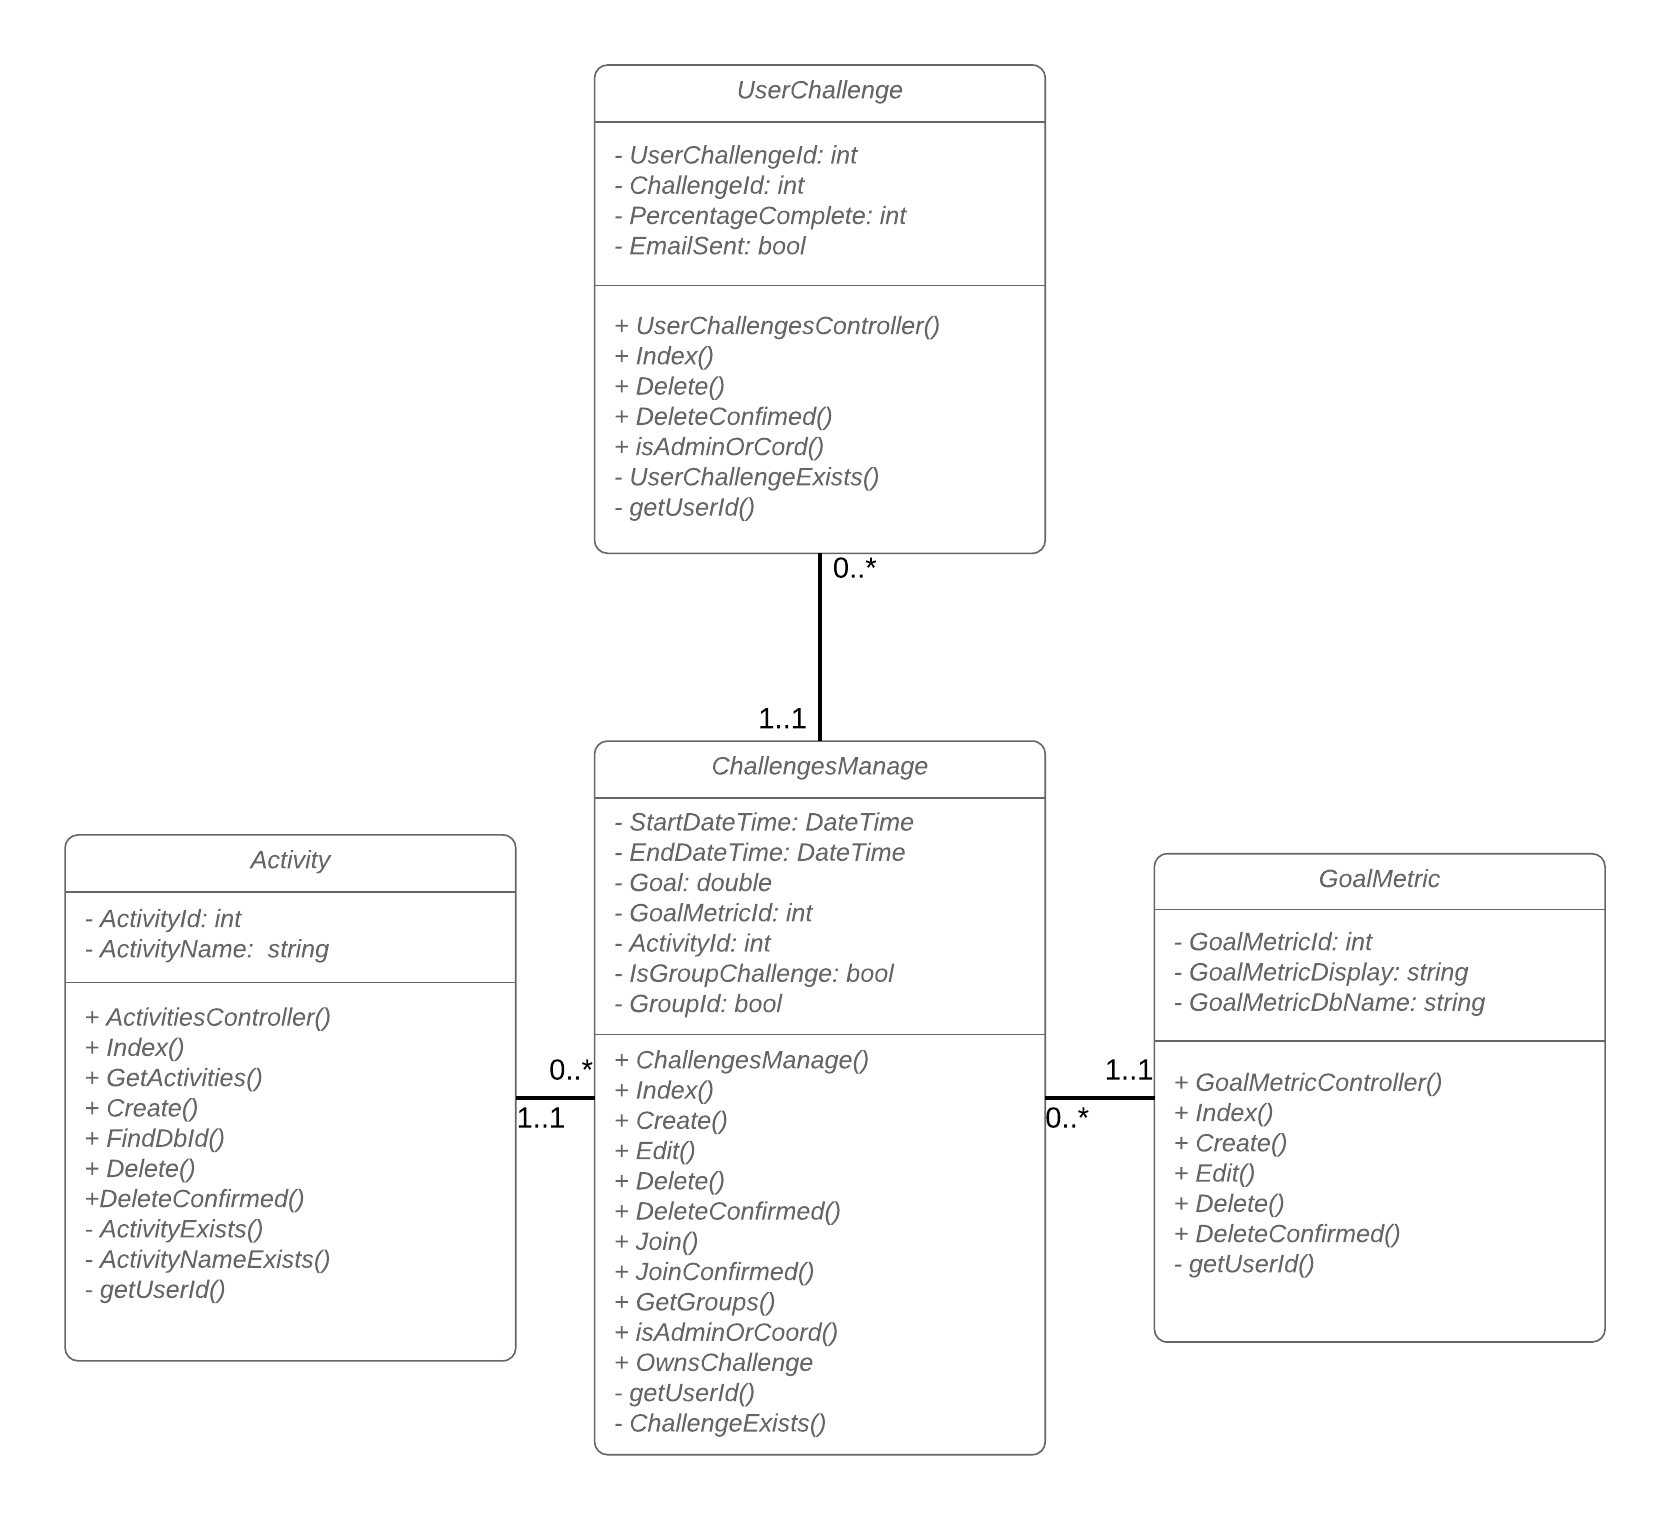 UserChallenge
- UserChallengeId: int
- ChallengeId: int
- PercentageComplete: int
- EmailSent: bool
+ UserChallengesController()
+ Index()
+ Delete()
+ DeleteConfimed()
+ isAdminOrCord()
- UserChallengeExists()
- getUserId()
0..*
1..1
ChallengesManage
- StartDateTime: DateTime
- EndDateTime: DateTime
- Goal: double
- GoalMetricId: int
- ActivityId: int
- IsGroupChallenge: bool
- GroupId: bool
+ ChallengesManage()
+ Index()
+ Create()
+ Edit()
+ Delete()
+ DeleteConfirmed()
+ Join()
+ JoinConfirmed()
+ GetGroups()
+ isAdminOrCoord()
+ OwnsChallenge
- getUserId()
- ChallengeExists()
Activity
- ActivityId: int
- ActivityName:  string
+ ActivitiesController()
+ Index()
+ GetActivities()
+ Create()
+ FindDbId()
+ Delete()
+DeleteConfirmed()
- ActivityExists()
- ActivityNameExists()
- getUserId()
0..*
1..1
1..1
0..*
GoalMetric
- GoalMetricId: int
- GoalMetricDisplay: string
- GoalMetricDbName: string
+ GoalMetricController()
+ Index()
+ Create()
+ Edit()
+ Delete()
+ DeleteConfirmed()
- getUserId()